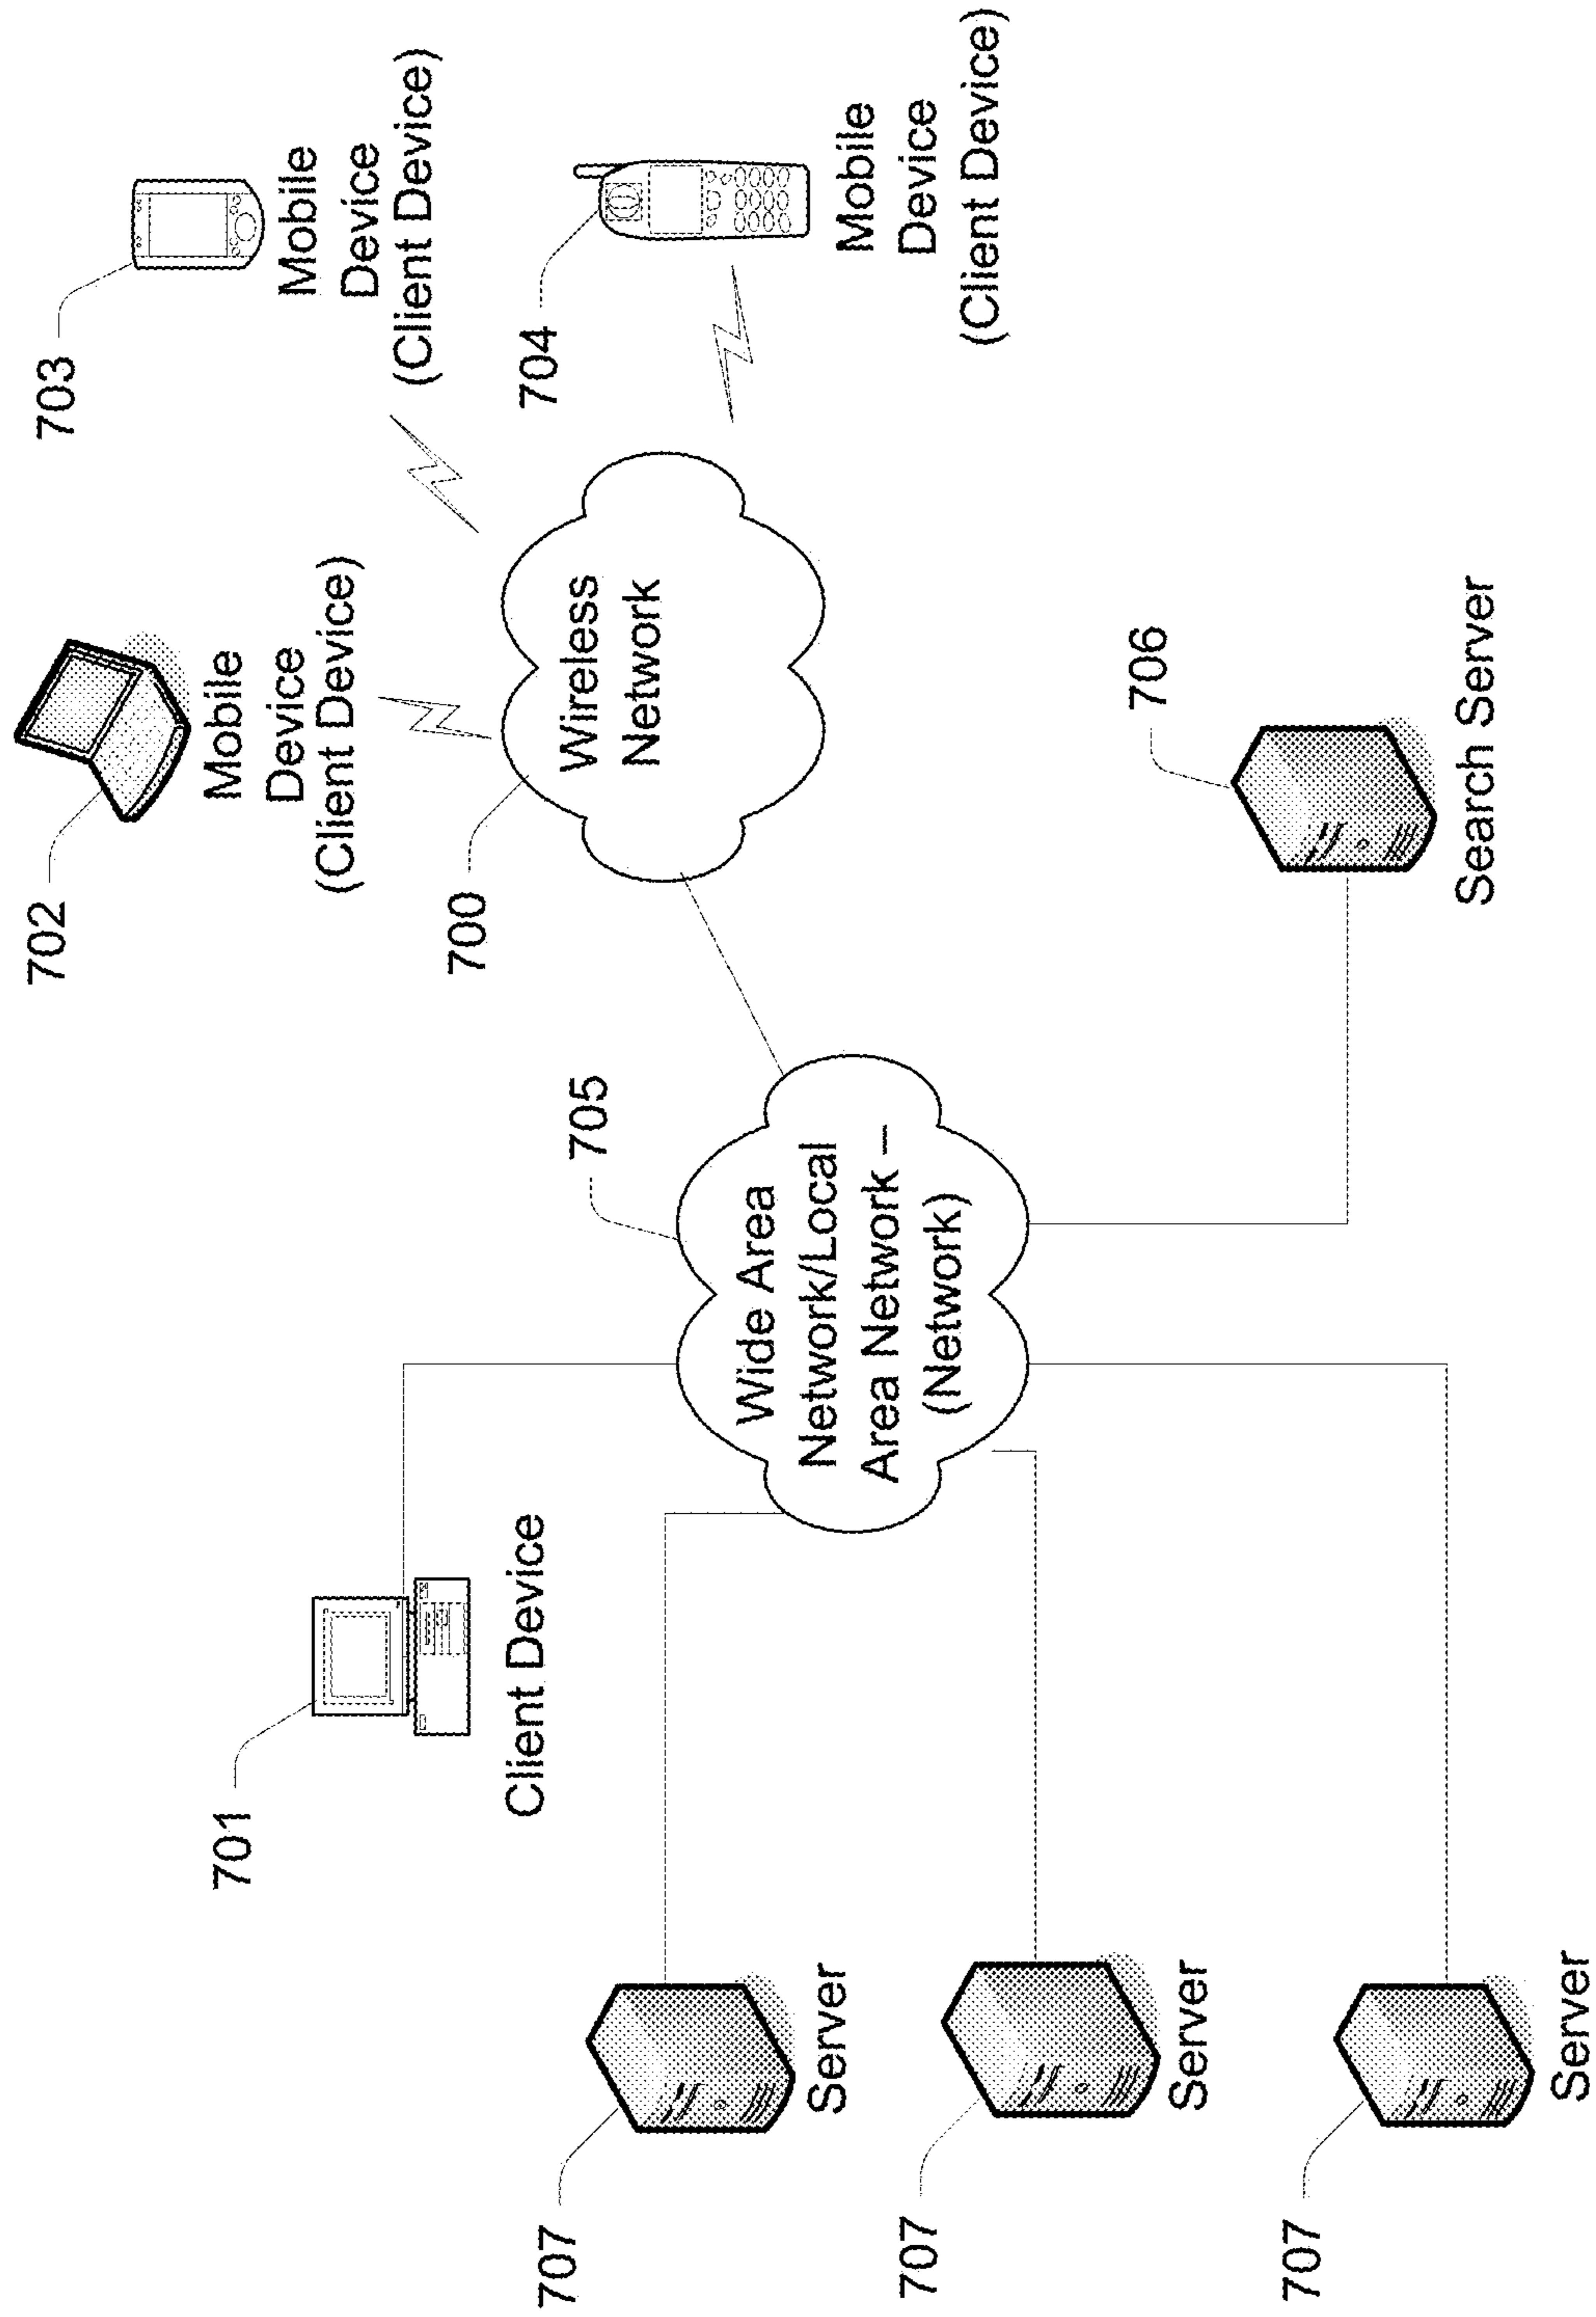 702
Mobile
Device
(Client Device)
703
Mobile
Device
(Client Device)
701
Client Device
700
Wireless
Network
704
Mobile
Device
(Client Device)
705
Wide Area
Network/Local
Area Network –
(Network)
707
Server
707
Server
706
Search Server
707
Server